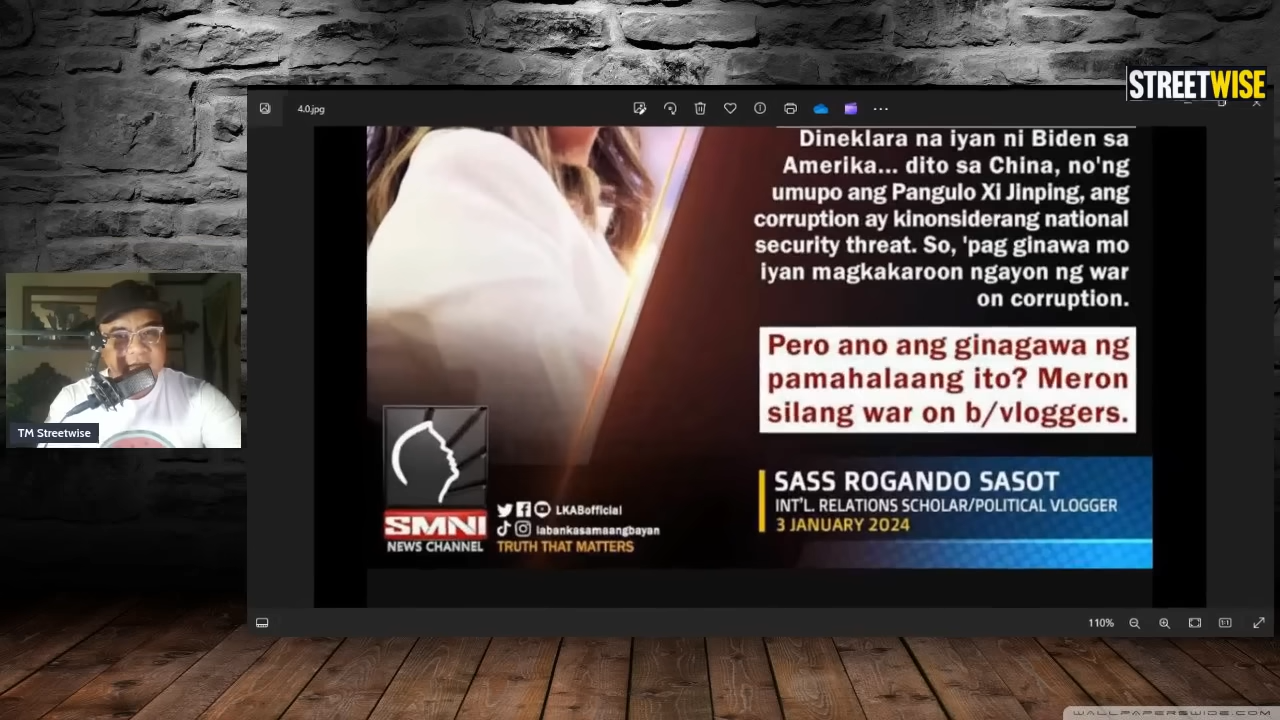 STREETWISE
4.0.jpg
Dineklara na iyan ni Biden sa
Amerika... dito sa China, no'ng
umupo ang Pangulo Xi Jinping, ang
corruption ay kinonsiderang national
security threat. So, 'pag ginawa mo
iyan magkakaroon ngayon ng war
on corruption.
Pero ano ang ginagawa ng
pamahalaang ito? Meron
silang war on b/vloggers.
TM Streetwise
SASS ROGANDO SASOT
INT'L. RELATIONS SCHOLAR/POLITICAL VLOGGER
3 JANUARY 2024
SMNI
NEWS CHANNEL
LKABofficial
labankasamaangbayan
TRUTH THAT MATTERS
110%
WALLPAPERSWIDE.COM